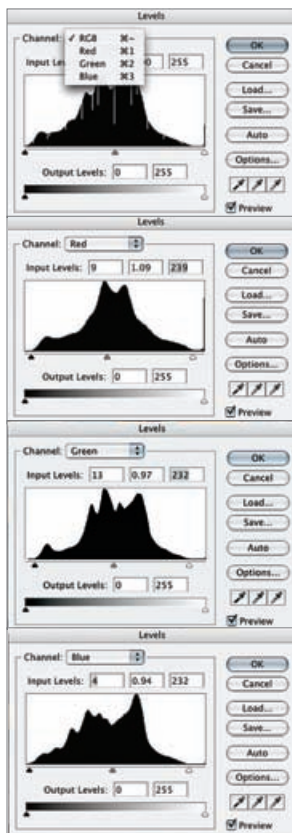 Levels
Channel: ✓ RGB ⌘~
Red ⌘1
Green ⌘2
Blue ⌘3
Input Levels: 0 255
OK
Cancel
Load...
Save...
Auto
Options...
Output Levels: 0 255
Preview
Levels
Channel: Red
Input Levels: 9 1.09 239
OK
Cancel
Load...
Save...
Auto
Options...
Output Levels: 0 255
Preview
Levels
Channel: Green
Input Levels: 13 0.97 232
OK
Cancel
Load...
Save...
Auto
Options...
Output Levels: 0 255
Preview
Levels
Channel: Blue
Input Levels: 4 0.94 232
OK
Cancel
Load...
Save...
Auto
Options...
Output Levels: 0 255
Preview